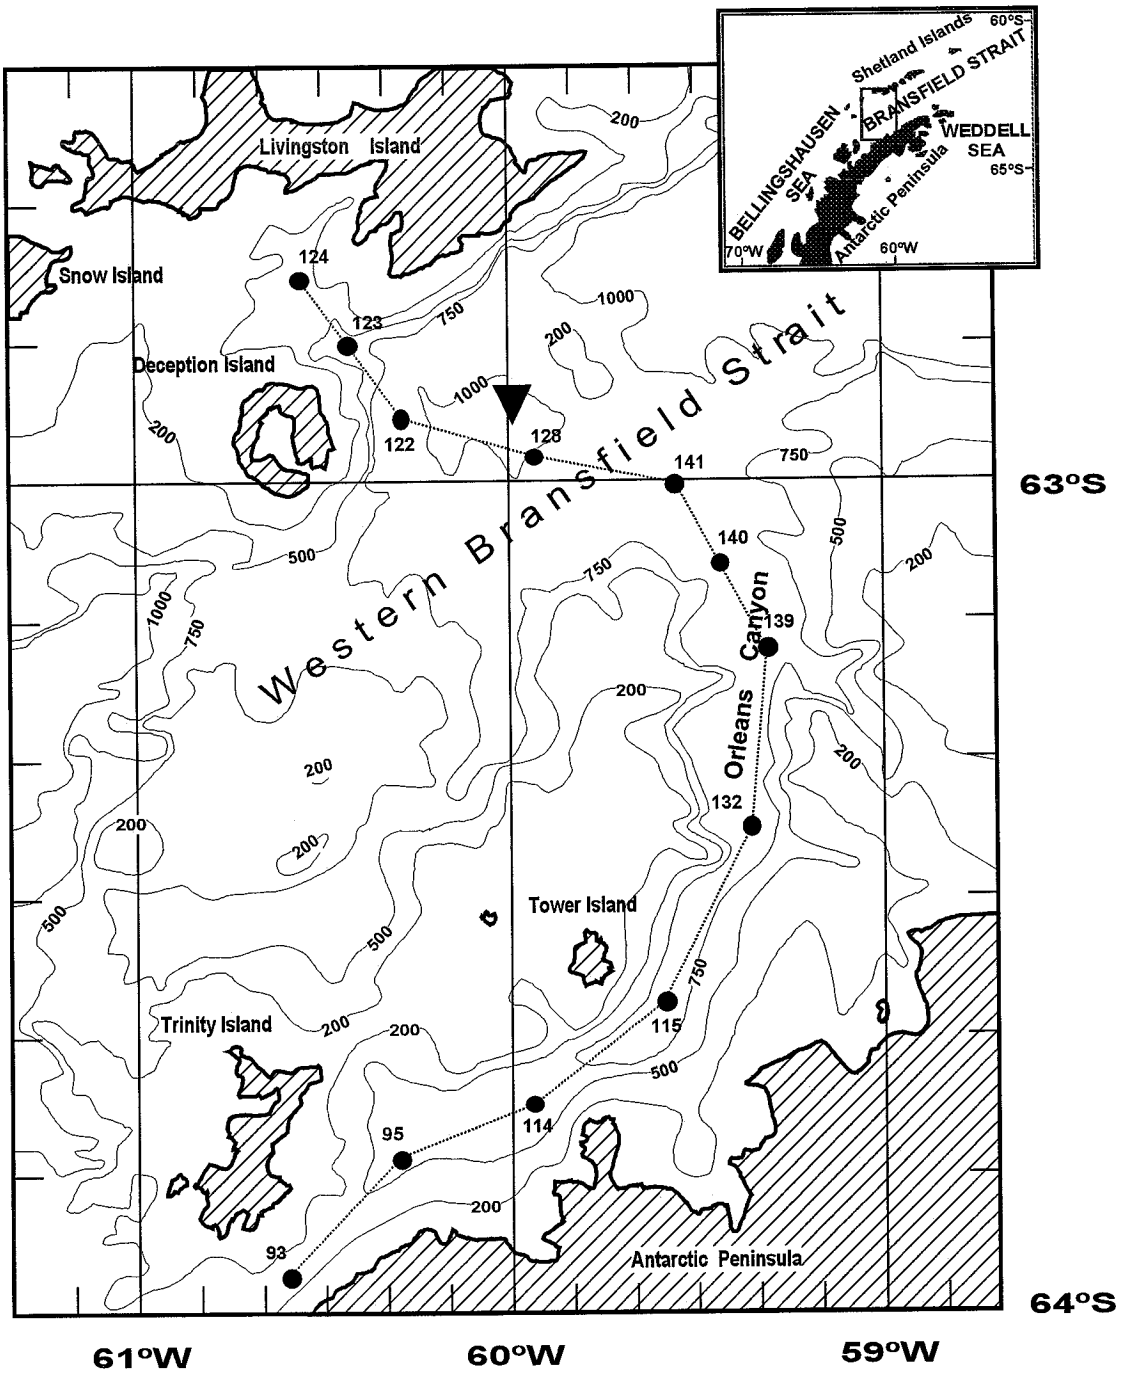 60°S
Shetland Islands
BRANSFIELD STRAIT
WEDDELL
SEA
BELLINGSHAUSEN
SEA
65°S
Antarctic Peninsula
70°W
60°W
200
Livingston Island
Snow Island
124
1000
750
123
200
Deception Island
1000
128
122
200
Western Bransfield Strait
141
750
63°S
500
140
500
200
750
1000
750
139
Orleans Canyon
200
200
200
132
200
200
Tower Island
500
500
750
Trinity Island
200
200
115
500
114
95
200
93
Antarctic Peninsula
64°S
61°W
60°W
59°W